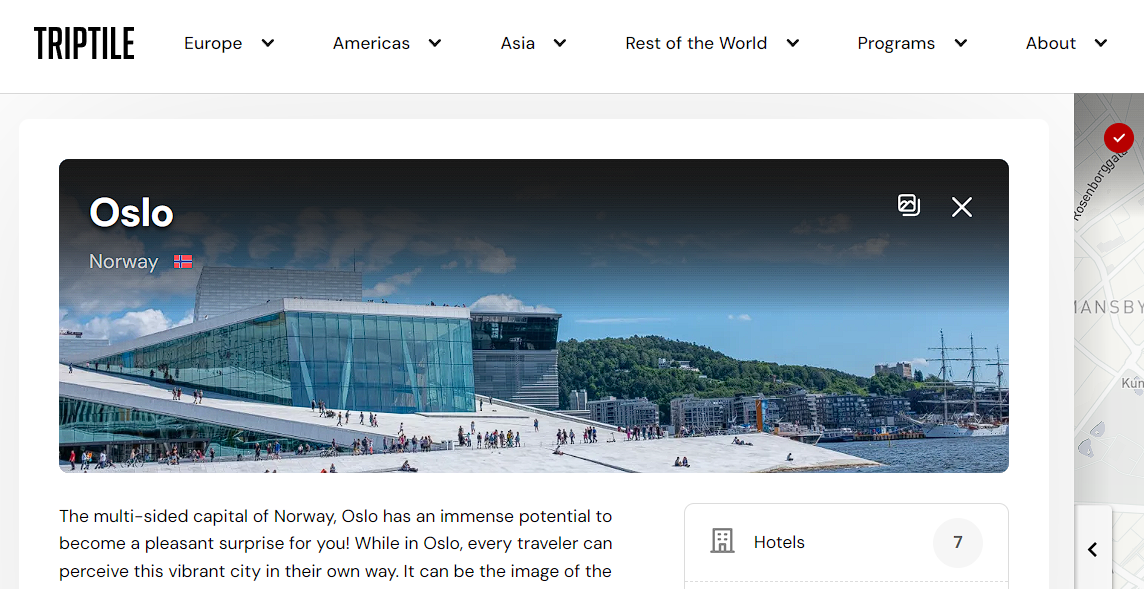 TRIPTILE
Europe
Americas
Asia
Rest of the World
Programs
About
Oslo
Norway
The multi-sided capital of Norway, Oslo has an immense potential to
become a pleasant surprise for you! While in Oslo, every traveler can
perceive this vibrant city in their own way. It can be the image of the
Hotels
7
Rosenborggata
MANSBY
Kun